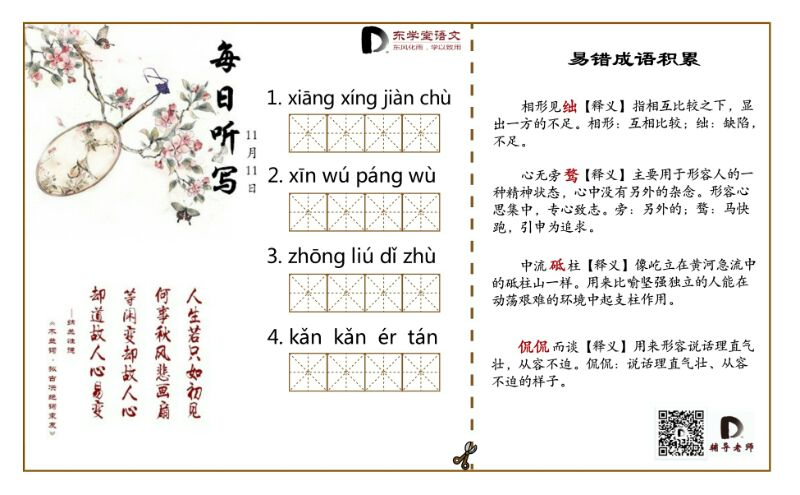 每日听写
11月11日
东学堂语文
东风化雨,学以致用
1. xiāng xíng jiàn chù
2. xīn wú páng wù
3. zhōng liú dǐ zhù
4. kǎn kǎn ér tán
人生若只如初见
何事秋风悲画扇
等闲变却故人心
却道故人心易变
——纳兰性德
《木兰词·拟古决绝词柬友》
易错成语积累
相形见绌【释义】指相互比较之下,显
出一方的不足。相形:互相比较;绌:缺陷,
不足。
心无旁骛【释义】主要用于形容人的一
种精神状态,心中没有另外的杂念。形容心
思集中,专心致志。旁:另外的;骛:马快
跑,引申为追求。
中流砥柱【释义】像屹立在黄河急流中
的砥柱山一样。用来比喻坚强独立的人能在
动荡艰难的环境中起支柱作用。
侃侃而谈【释义】用来形容说话理直气
壮,从容不迫。侃侃:说话理直气壮、从容
不迫的样子。
辅导老师